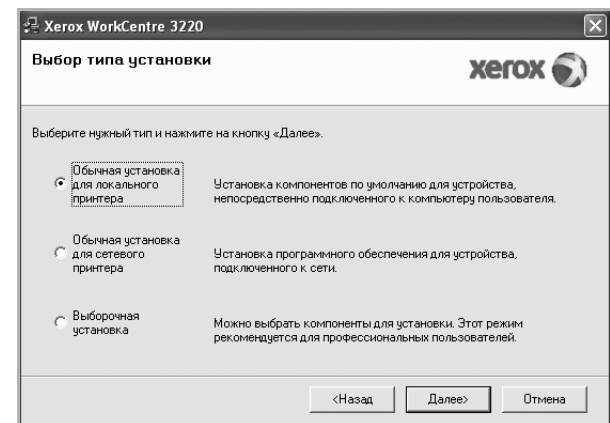 Xerox WorkCentre 3220
Выбор типа установки
xerox
Выберите нужный тип и нажмите на кнопку «Далее».
Обычная установка
для локального
принтера
Установка компонентов по умолчанию для устройства,
непосредственно подключенного к компьютеру пользователя.
Обычная установка
для сетевого
принтера
Установка программного обеспечения для устройства,
подключенного к сети.
Выборочная
установка
Можно выбрать компоненты для установки. Этот режим
рекомендуется для профессиональных пользователей.
<Назад Далее> Отмена